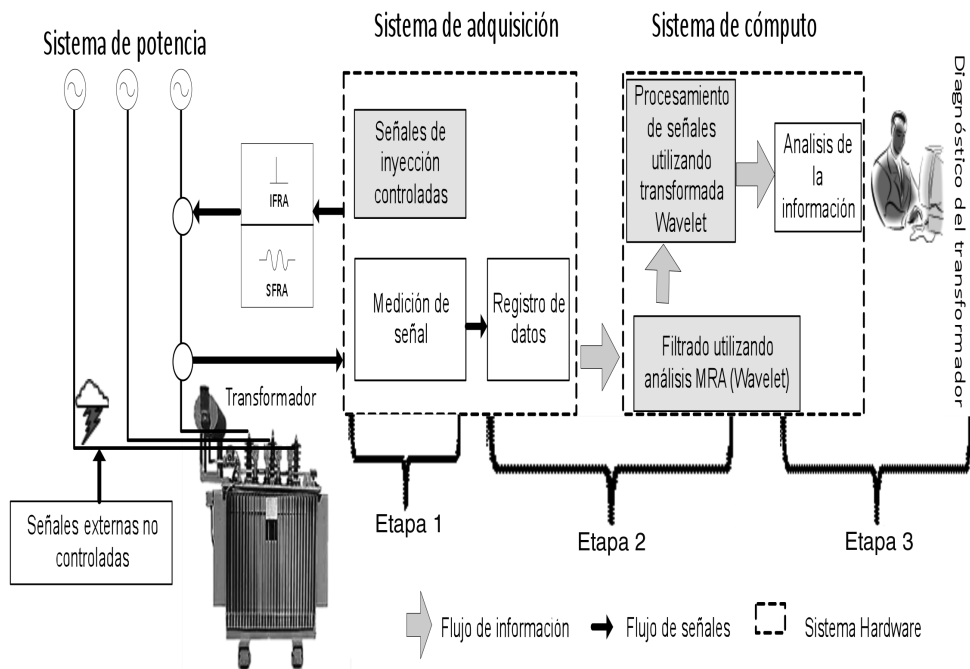 Sistema de potencia
Sistema de adquisición
Sistema de cómputo
Señales de
inyección
controladas
IFRA
SFRA
Medición de
señal
Registro de
datos
Procesamiento
de señales
utilizando
transformada
Wavelet
Analisis de
la
información
Filtrado utilizando
análisis MRA (Wavelet)
Diagnóstico del transformador
Transformador
Señales externas no
controladas
Etapa 1
Etapa 2
Etapa 3
Flujo de información
Flujo de señales
Sistema Hardware